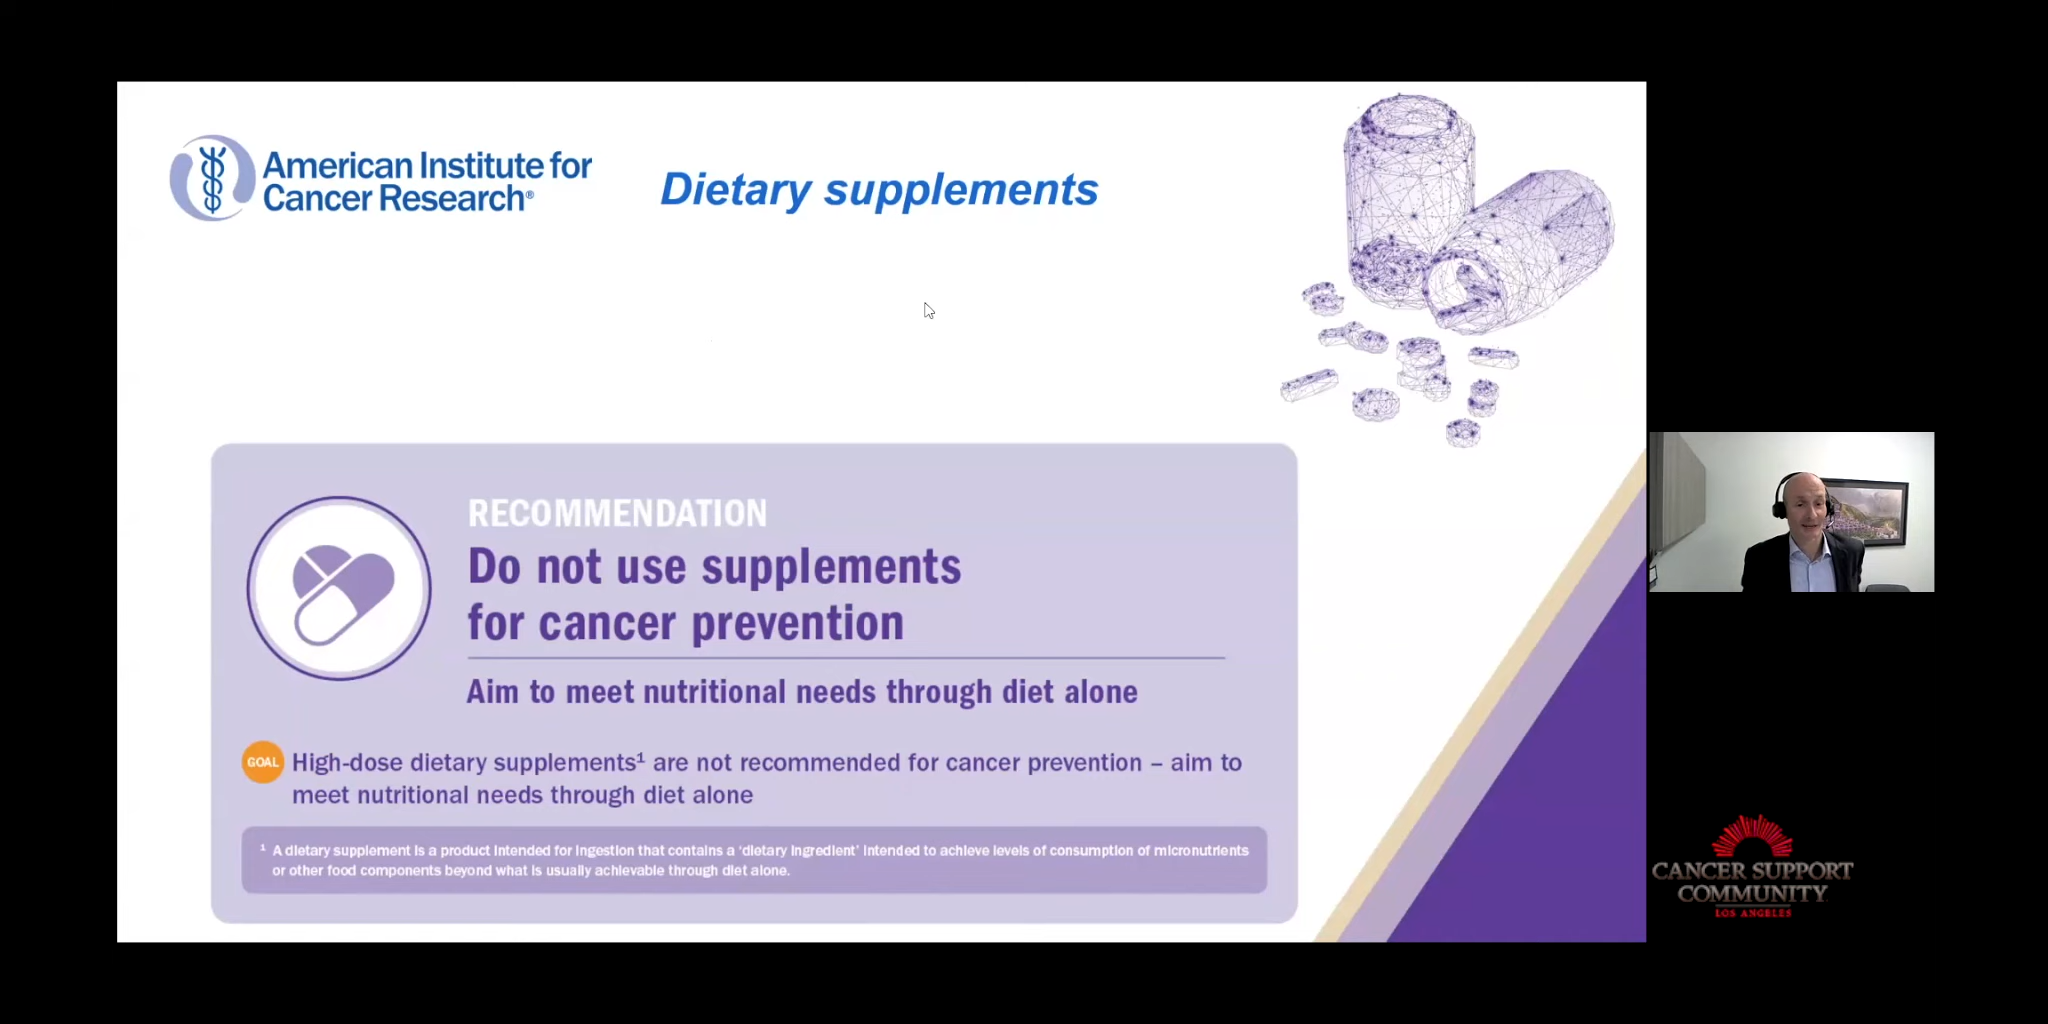 American Institute for
Cancer Research®
Dietary supplements
RECOMMENDATION
Do not use supplements
for cancer prevention
Aim to meet nutritional needs through diet alone
GOAL
High-dose dietary supplements¹ are not recommended for cancer prevention – aim to
meet nutritional needs through diet alone
¹ A dietary supplement is a product intended for ingestion that contains a ‘dietary ingredient’ intended to achieve levels of consumption of micronutrients
or other food components beyond what is usually achievable through diet alone.
CANCER SUPPORT
COMMUNITY
LOS ANGELES